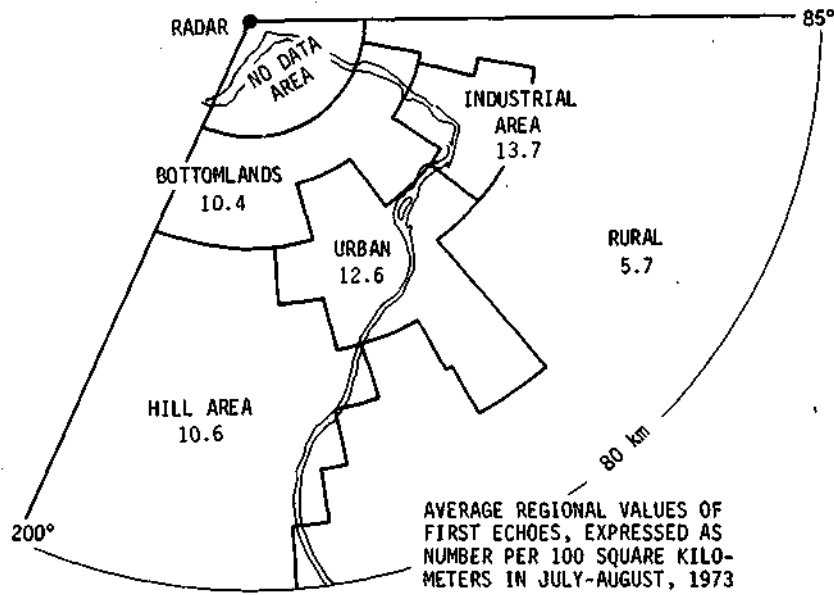 RADAR
85°
NO DATA
AREA
INDUSTRIAL
AREA
13.7
BOTTOMLANDS
10.4
URBAN
12.6
RURAL
5.7
HILL AREA
10.6
80 km
200°
AVERAGE REGIONAL VALUES OF
FIRST ECHOES, EXPRESSED AS
NUMBER PER 100 SQUARE KILO-
METERS IN JULY-AUGUST, 1973